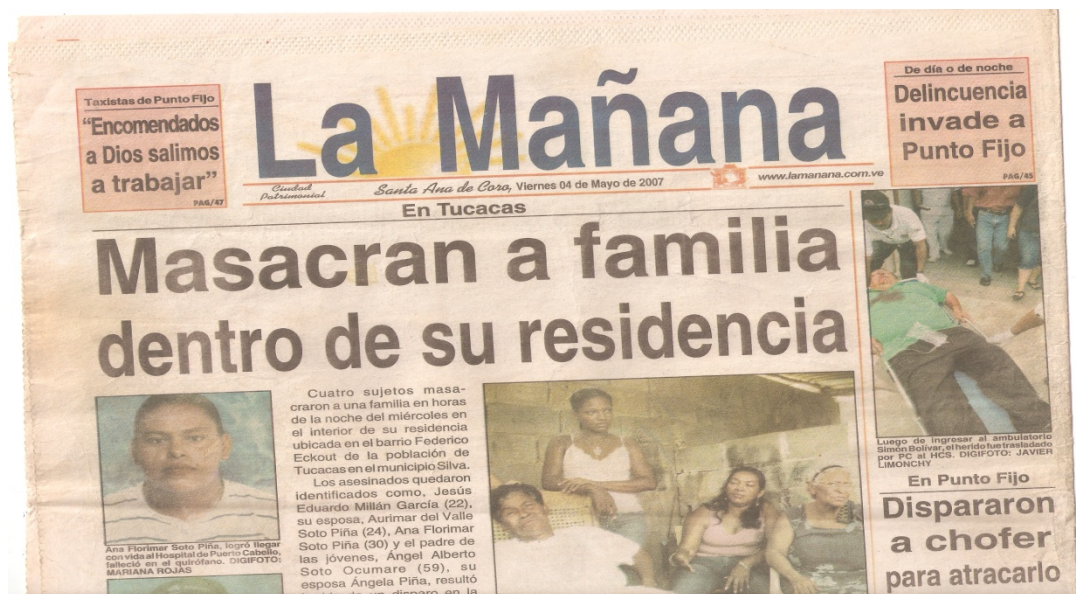 Taxistas de Punto Fijo
"Encomendados
a Dios salimos
a trabajar"
PAG/47
La Mañana
Ciudad
Patrimonial
Santa Ana de Coro, Viernes 04 de Mayo de 2007
www.lamanana.com.ve
De día o de noche
Delincuencia
invade a
Punto Fijo
PAG/45
En Tucacas
Masacran a familia
dentro de su residencia
Ana Florimar Soto Piña, logró llegar
con vida al Hospital de Puerto Cabello,
falleció en el quirófano. DIGIFOTO:
MARIANA ROJAS
Cuatro sujetos masa-
craron a una familia en horas
de la noche del miércoles en
el interior de su residencia
ubicada en el barrio Federico
Eckout de la población de
Tucacas en el municipio Silva.
Los asesinados quedaron
identificados como, Jesús
Eduardo Millán García (22),
su esposa, Aurimar del Valle
Soto Piña (24), Ana Florimar
Soto Piña (30) y el padre de
las jóvenes, Ángel Alberto
Soto Ocumare (59), su
esposa Ángela Piña, resultó
Luego de ingresar al ambulatorio
Simón Bolívar, el herido fue trasladado
por PC al HCS. DIGIFOTO: JAVIER
LIMONCHY
En Punto Fijo
Dispararon
a chofer
para atracarlo